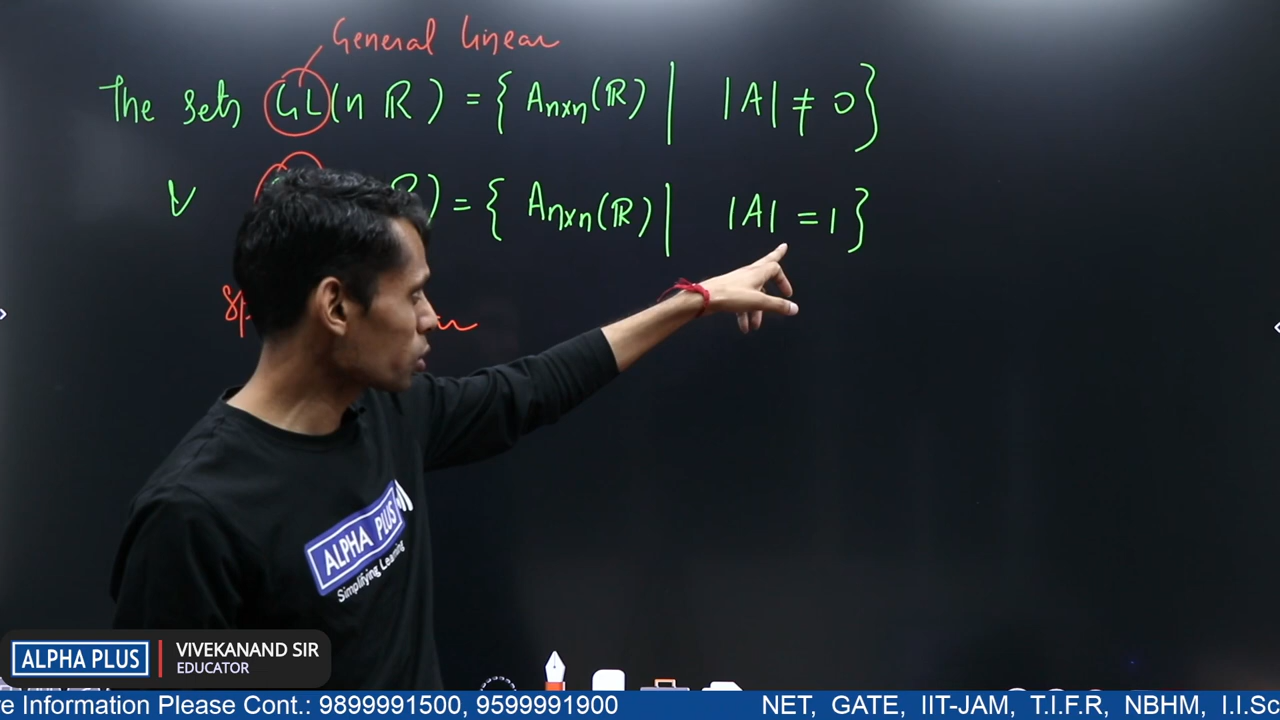 General linear
The sets GL(n R) = { Anxn(R) | |A| ≠ 0 }
R) = { Anxn(R) | |A| = 1 }
ALPHA PLUS
Simplifying Learning
ALPHA PLUS | VIVEKANAND SIR
EDUCATOR
re Information Please Cont.: 9899991500, 9599991900 NET, GATE, IIT-JAM, T.I.F.R, NBHM, I.I.Sc